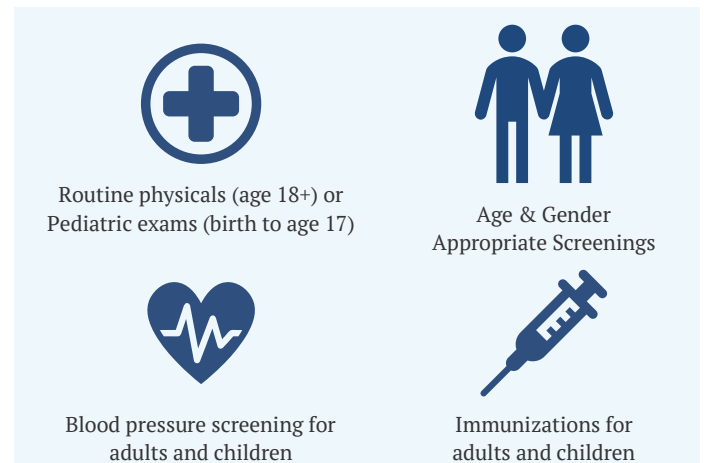 Routine physicals (age 18+) or
Pediatric exams (birth to age 17)
Age & Gender
Appropriate Screenings
Blood pressure screening for
adults and children
Immunizations for
adults and children